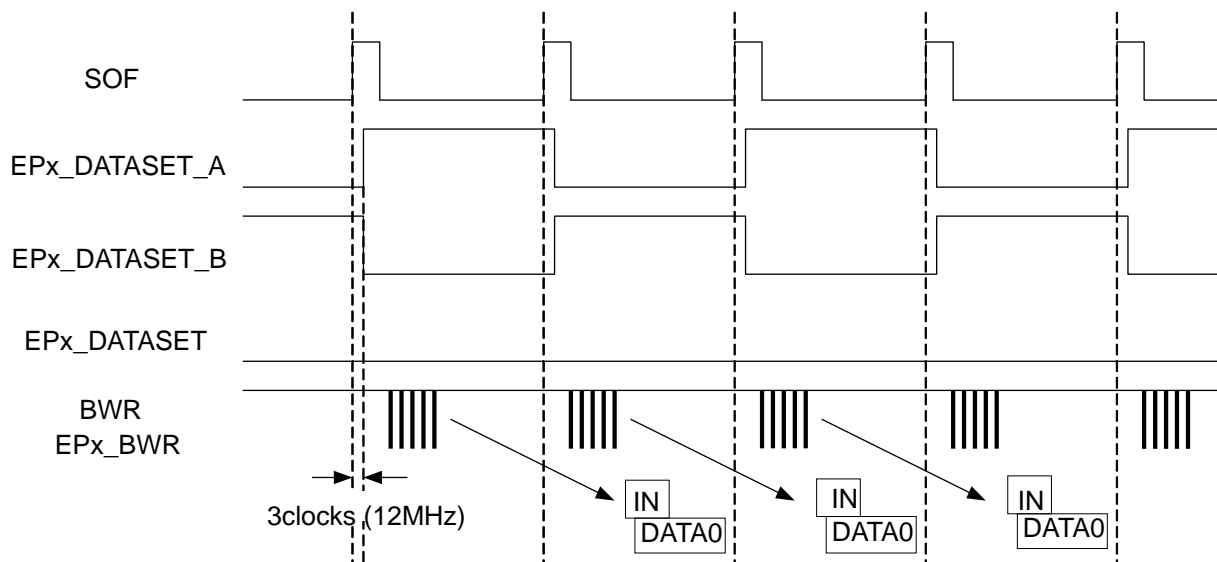 SOF
EPx_DATASET_A
EPx_DATASET_B
EPx_DATASET
BWR
EPx_BWR
3clocks (12MHz)
IN
DATA0
IN
DATA0
IN
DATA0